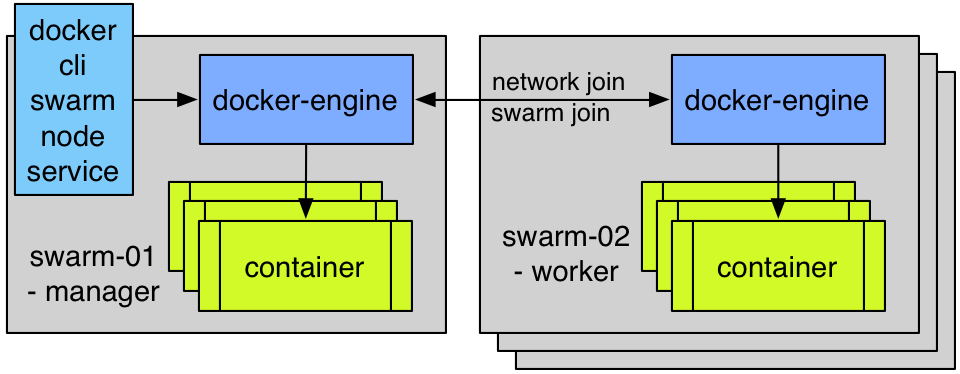 docker
cli
swarm
node
service
docker-engine
swarm-01
- manager
container
network join
swarm join
docker-engine
swarm-02
- worker
container